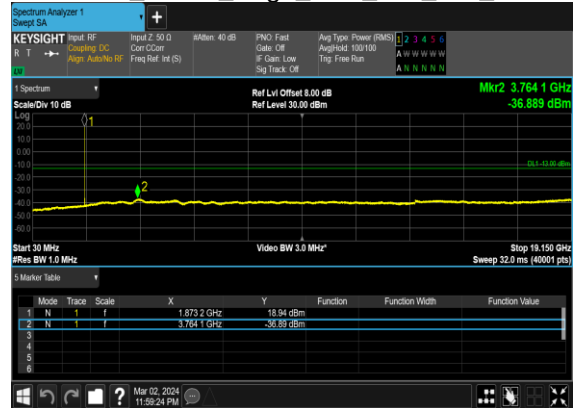 Spectrum Analyzer 1
Swept SA
+
KEYSIGHT Input: RF Input Z: 50 Ω #Atten: 40 dB PNO: Fast Avg Type: Power (RMS) 1 2 3 4 5 6
R T Coupling: DC Corr CCorr Gate: Off Avg|Hold: 100/100 A W W W W W
Align: Auto/No RF Freq Ref: Int (S) IF Gain: Low Trig: Free Run
Sig Track: Off A N N N N N
1 Spectrum
Ref Lvl Offset 8.00 dB
Mkr2 3.764 1 GHz
Scale/Div 10 dB
Ref Level 30.00 dBm
-36.889 dBm
Log
1
20.0
10.0
0.00
-10.0
DL1 -13.00 dBm
-20.0
2
-30.0
-40.0
-50.0
-60.0
Start 30 MHz
Video BW 3.0 MHz*
Stop 19.150 GHz
#Res BW 1.0 MHz
Sweep 32.0 ms (40001 pts)
5 Marker Table
Mode Trace Scale X Y Function Function Width Function Value
1 N 1 f 1.873 2 GHz 18.94 dBm
2 N 1 f 3.764 1 GHz -36.89 dBm
3
4
5
6
? Mar 02, 2024
11:59:24 PM